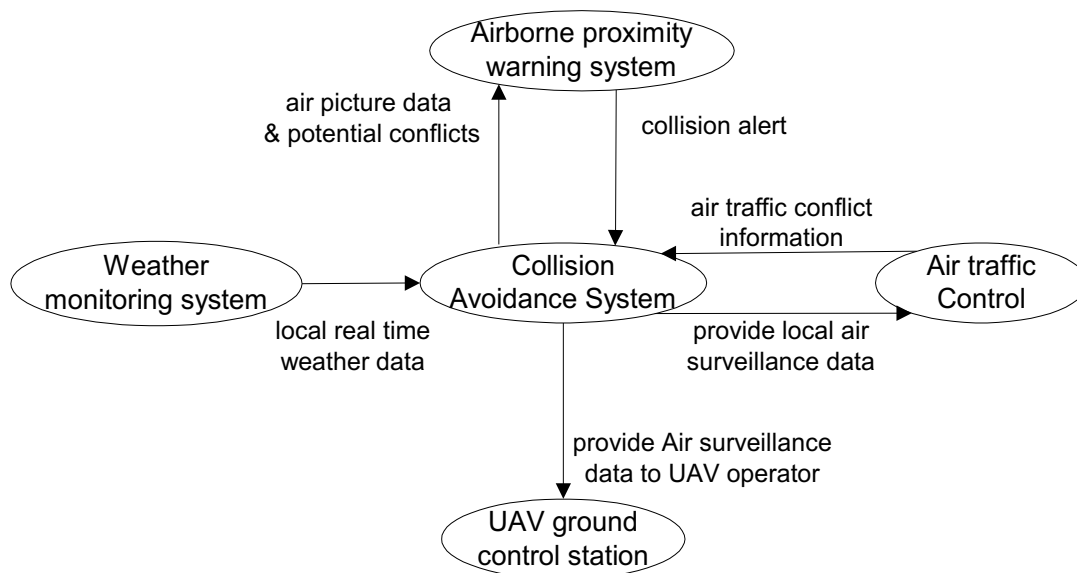 Airborne proximity
warning system
air picture data
& potential conflicts
collision alert
air traffic conflict
information
Weather
monitoring system
Collision
Avoidance System
Air traffic
Control
local real time
weather data
provide local air
surveillance data
provide Air surveillance
data to UAV operator
UAV ground
control station